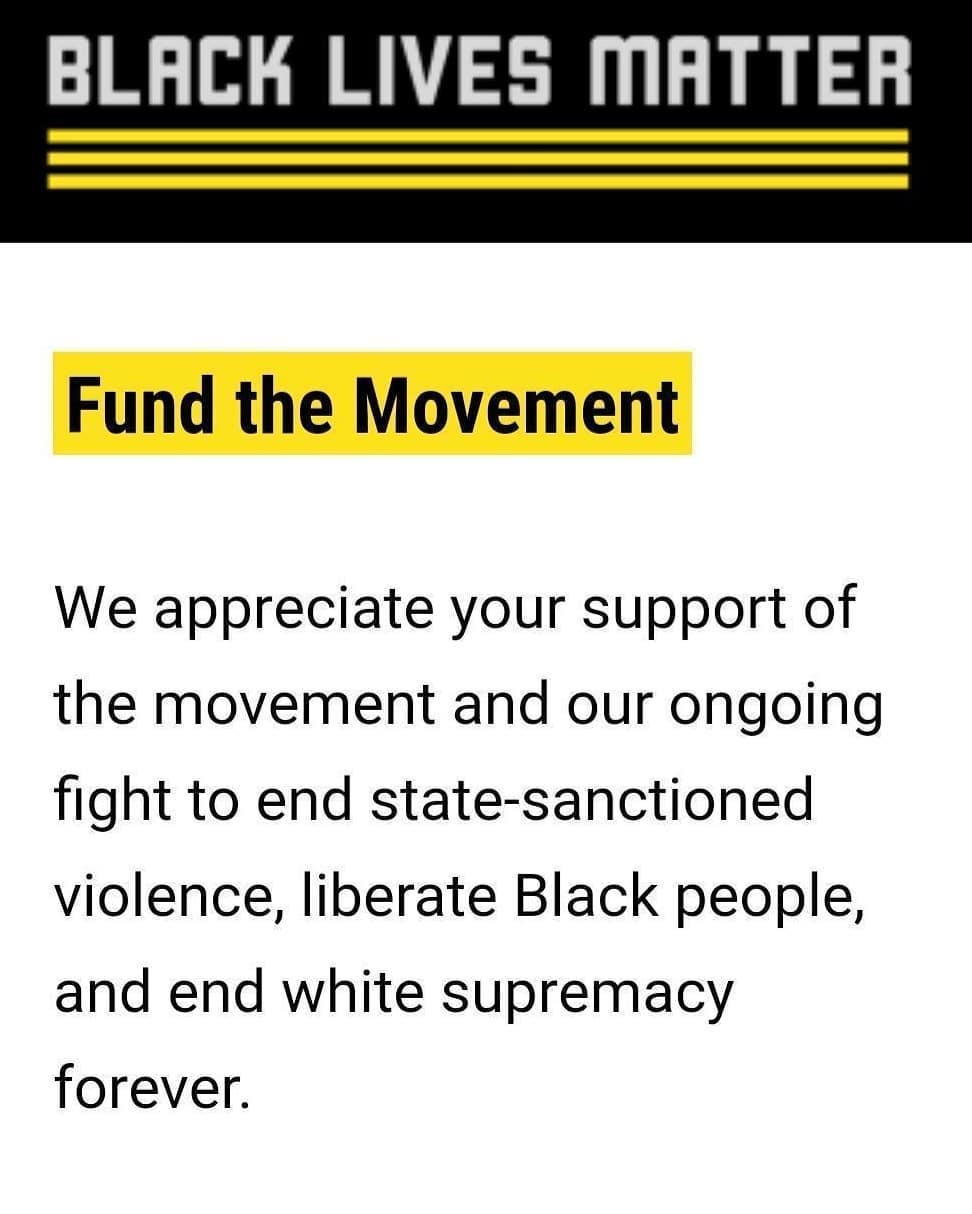 BLACK LIVES MATTER
Fund the Movement
We appreciate your support of
the movement and our ongoing
fight to end state-sanctioned
violence, liberate Black people,
and end white supremacy
forever.